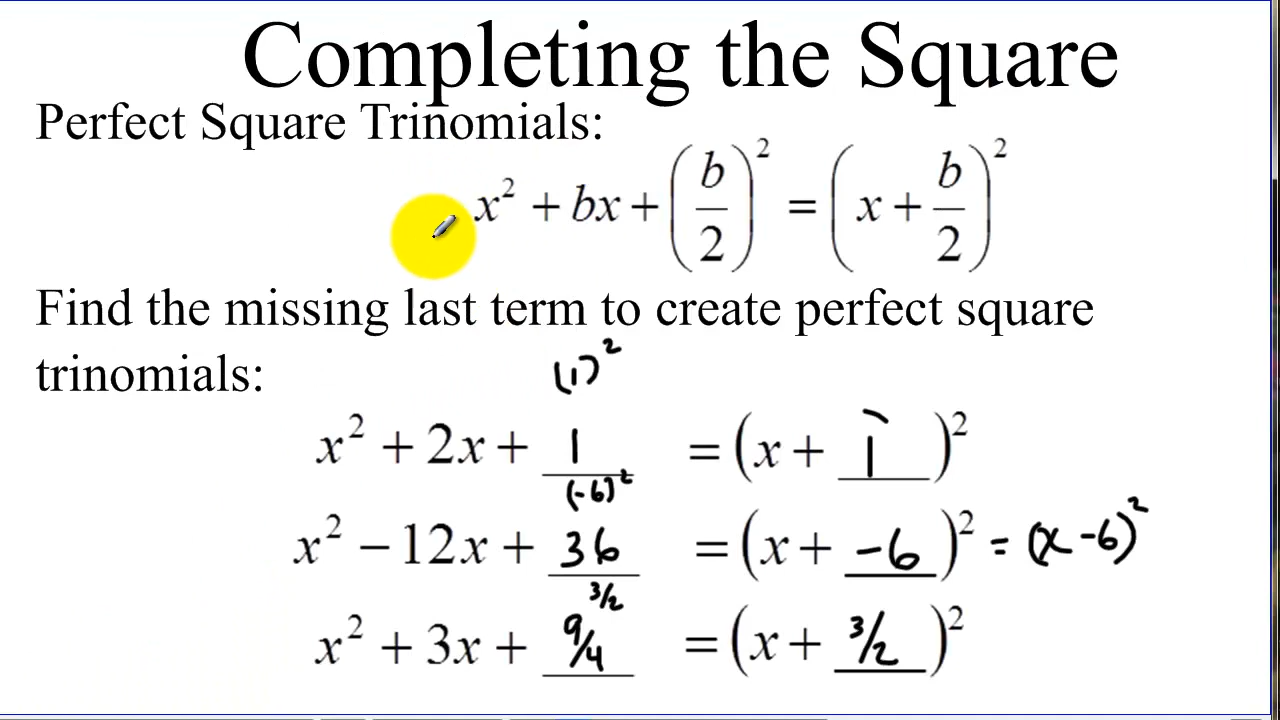 Completing the Square
Perfect Square Trinomials:
x² + bx + (b/2)² = (x + b/2)²
Find the missing last term to create perfect square
trinomials:
(1)²
x² + 2x + 1 = (x + 1)²
(-6)²
x² − 12x + 36 = (x + -6)² = (x -6)²
3/2
x² + 3x + 9/4 = (x + 3/2)²